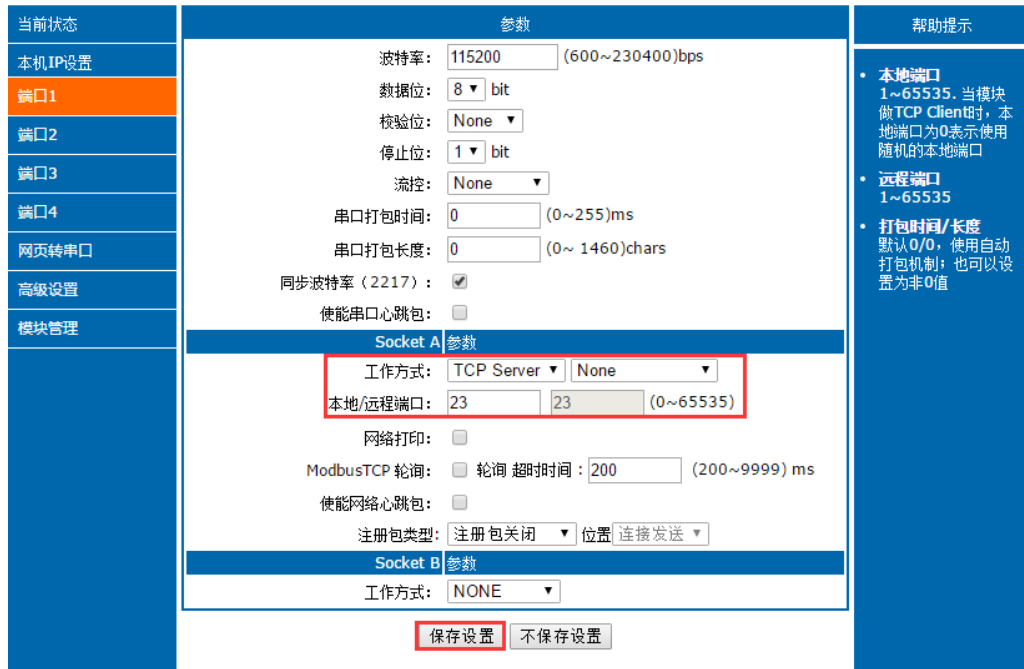 当前状态
本机IP设置
端口1
端口2
端口3
端口4
网页转串口
高级设置
模块管理
参数
波特率： 115200 (600~230400)bps
数据位： 8 bit
校验位： None
停止位： 1 bit
流控： None
串口打包时间： 0 (0~255)ms
串口打包长度： 0 (0~ 1460)chars
同步波特率（2217）：
使能串口心跳包：
Socket A 参数
工作方式： TCP Server None
本地/远程端口： 23 23 (0~65535)
网络打印：
ModbusTCP 轮询： 轮询 超时时间：200 (200~9999) ms
使能网络心跳包：
注册包类型： 注册包关闭 位置 连接发送
Socket B 参数
工作方式： NONE
保存设置 不保存设置
帮助提示
• 本地端口
1~65535. 当模块
做TCP Client时，本
地端口为0表示使用
随机的本地端口
• 远程端口
1~65535
• 打包时间/长度
默认0/0，使用自动
打包机制；也可以设
置为非0值